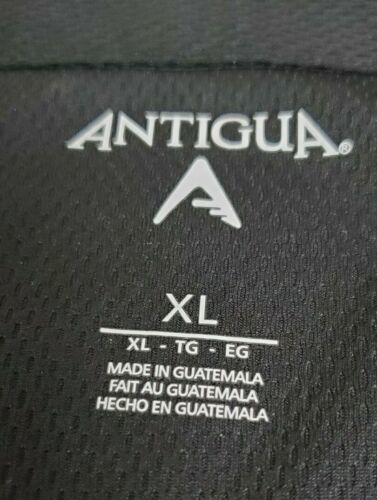 ANTIGUA®
XL
XL - TG - EG
MADE IN GUATEMALA
FAIT AU GUATEMALA
HECHO EN GUATEMALA